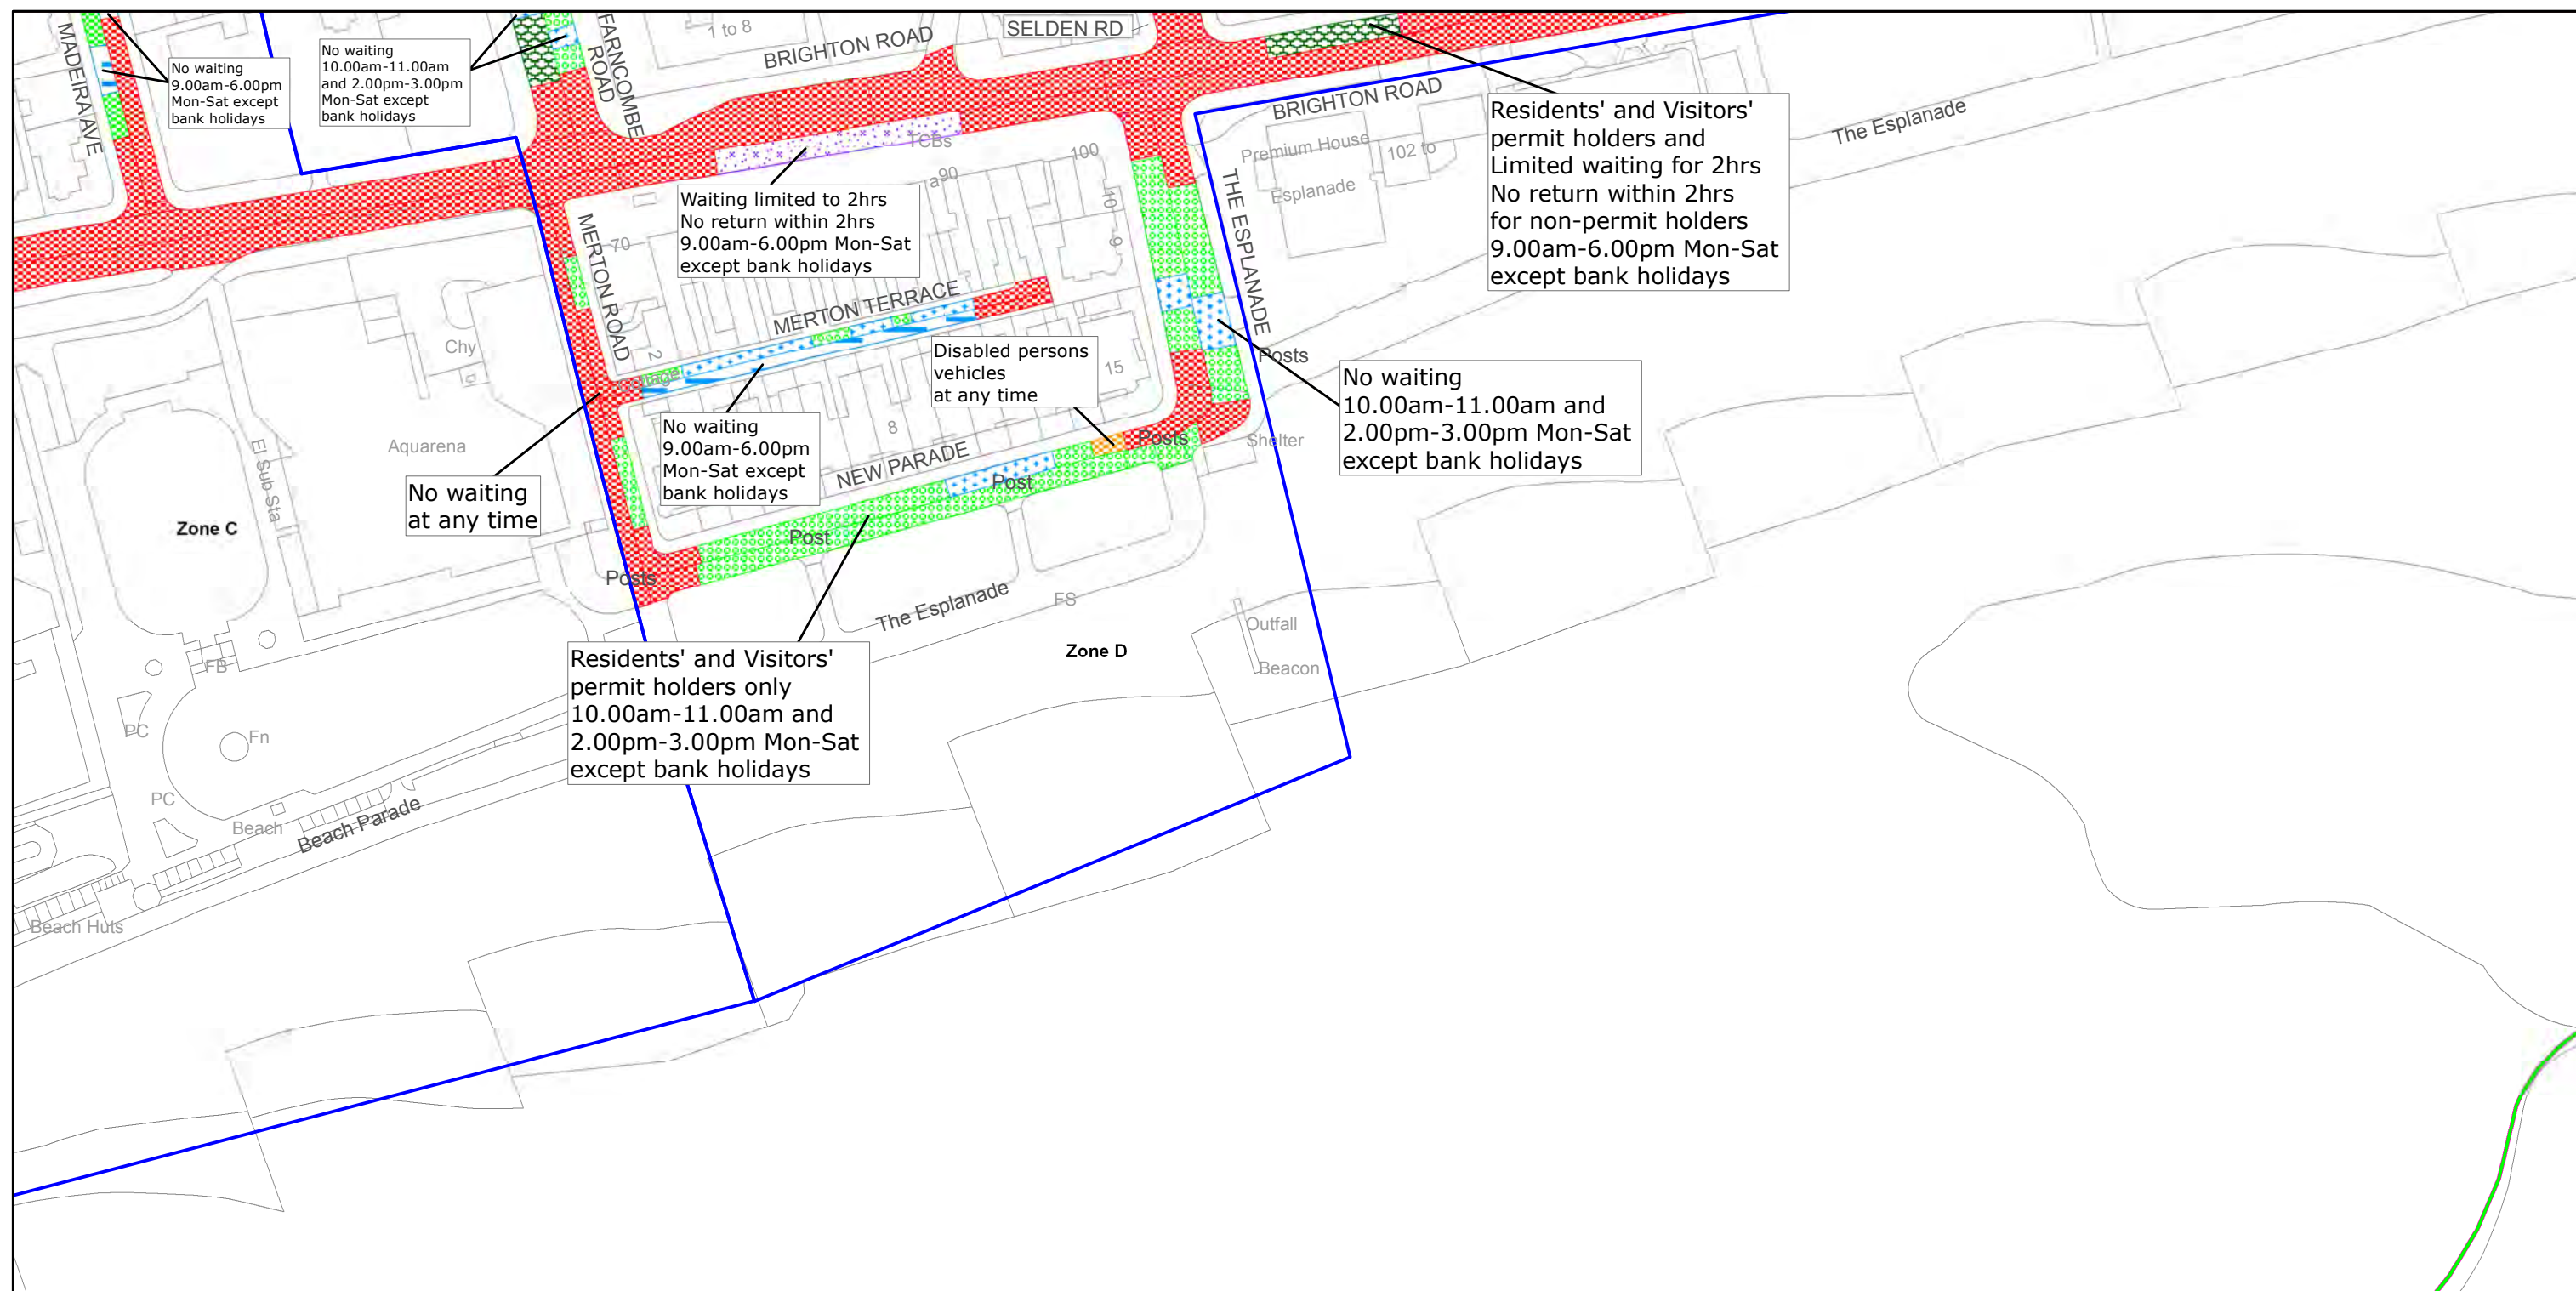 MADEIRA AVE
No waiting
9.00am-6.00pm
Mon-Sat except
bank holidays
No waiting
10.00am-11.00am
and 2.00pm-3.00pm
Mon-Sat except
bank holidays
FARNCOMBE
ROAD
1 to 8
BRIGHTON ROAD
SELDEN RD
BRIGHTON ROAD
Residents' and Visitors'
permit holders and
Limited waiting for 2hrs
No return within 2hrs
for non-permit holders
9.00am-6.00pm Mon-Sat
except bank holidays
The Esplanade
TCBs
100
a90
Premium House
102 to
Esplanade
Waiting limited to 2hrs
No return within 2hrs
9.00am-6.00pm Mon-Sat
except bank holidays
MERTON ROAD
70
10
9
THE ESPLANADE
MERTON TERRACE
MERTON ROAD
2
Chy
Disabled persons
vehicles
at any time
15
Posts
No waiting
10.00am-11.00am and
2.00pm-3.00pm Mon-Sat
except bank holidays
No waiting
9.00am-6.00pm
Mon-Sat except
bank holidays
8
NEW PARADE
Posts
Shelter
Aquarena
El Sub Sta
No waiting
at any time
Post
Zone C
Post
Posts
The Esplanade
FS
Outfall
Zone D
Beacon
FB
Residents' and Visitors'
permit holders only
10.00am-11.00am and
2.00pm-3.00pm Mon-Sat
except bank holidays
PC
Fn
PC
Beach
Beach Parade
Beach Huts